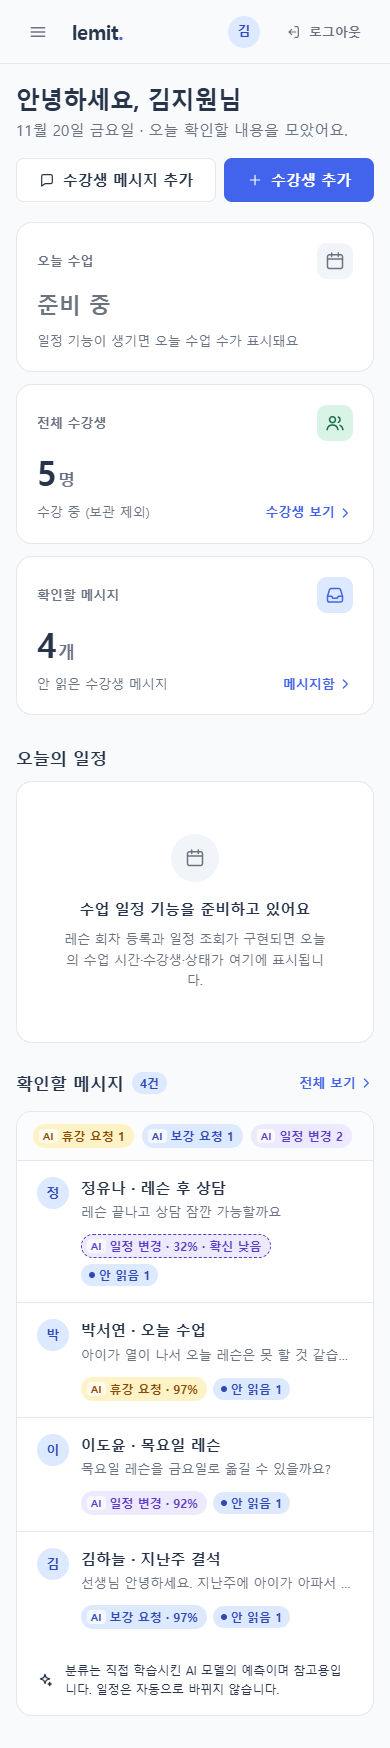 lemit.
김
로그아웃
안녕하세요, 김지원님
11월 20일 금요일 · 오늘 확인할 내용을 모았어요.
수강생 메시지 추가
수강생 추가
오늘 수업
준비 중
일정 기능이 생기면 오늘 수업 수가 표시돼요
전체 수강생
5명
수강 중 (보관 제외)
수강생 보기
확인할 메시지
4개
안 읽은 수강생 메시지
메시지함
오늘의 일정
수업 일정 기능을 준비하고 있어요
레슨 회차 등록과 일정 조회가 구현되면 오늘
의 수업 시간·수강생·상태가 여기에 표시됩니
다.
확인할 메시지 4건
전체 보기
AI 휴강 요청 1 AI 보강 요청 1 AI 일정 변경 2
정
정유나 · 레슨 후 상담
레슨 끝나고 상담 잠깐 가능할까요
AI 일정 변경 · 32% · 확신 낮음
안 읽음 1
박
박서연 · 오늘 수업
아이가 열이 나서 오늘 레슨은 못 할 것 같습...
AI 휴강 요청 · 97% 안 읽음 1
이
이도윤 · 목요일 레슨
목요일 레슨을 금요일로 옮길 수 있을까요?
AI 일정 변경 · 92% 안 읽음 1
김
김하늘 · 지난주 결석
선생님 안녕하세요. 지난주에 아이가 아파서 ...
AI 보강 요청 · 97% 안 읽음 1
분류는 직접 학습시킨 AI 모델의 예측이며 참고용입
니다. 일정은 자동으로 바뀌지 않습니다.